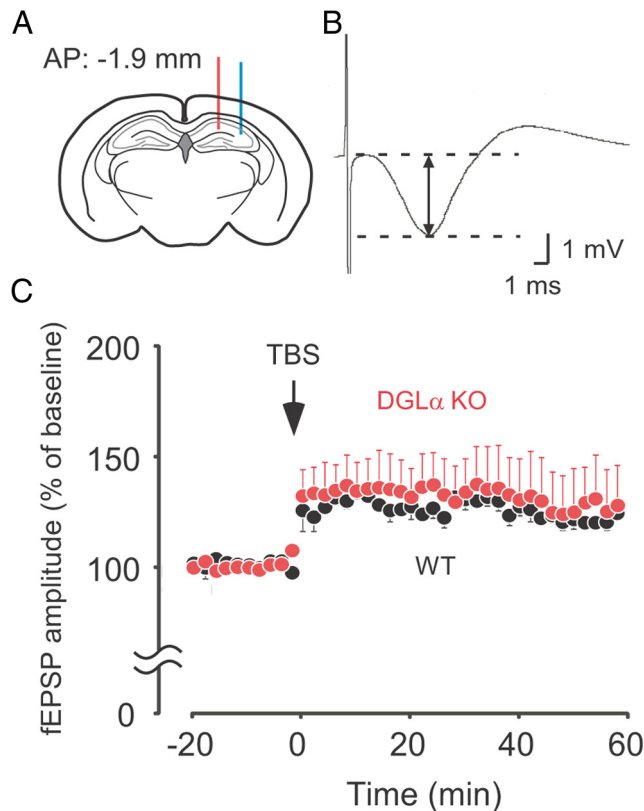 A
AP: -1.9 mm
B
1 mV
1 ms
C
fEPSP amplitude (% of baseline)
200
150
100
0
TBS
DGLα KO
WT
-20 0 20 40 60
Time (min)